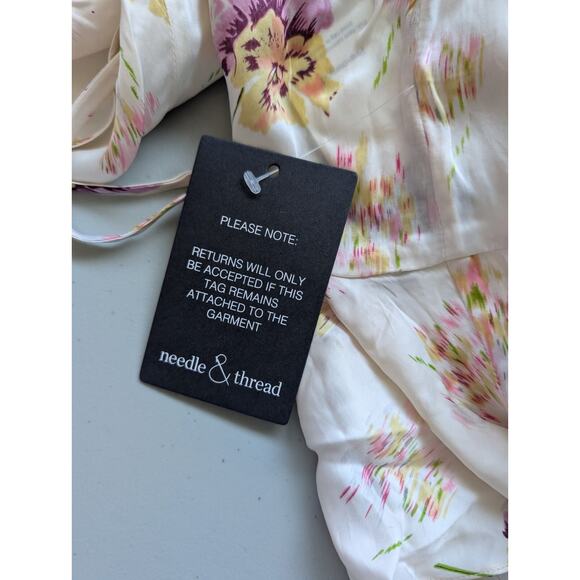 PLEASE NOTE:
RETURNS WILL ONLY
BE ACCEPTED IF THIS
TAG REMAINS
ATTACHED TO THE
GARMENT
needle & thread